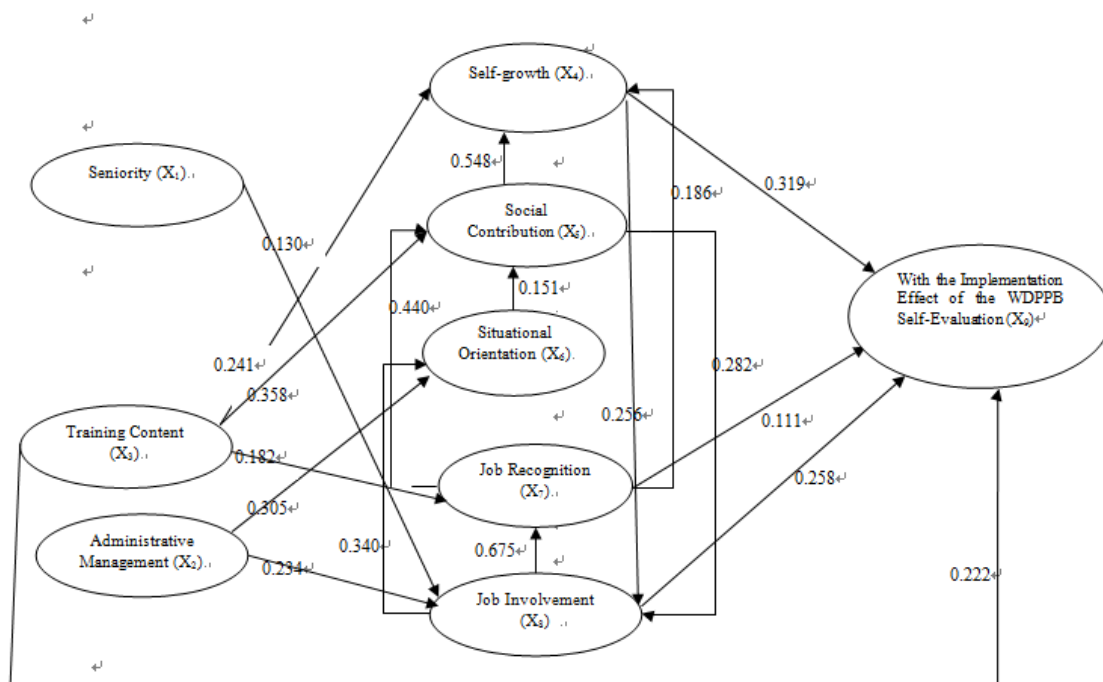 Self-growth (X₄)
0.548
Seniority (X₁)
0.186
0.319
Social
Contribution (X₅)
0.130
With the Implementation
Effect of the WDPPB
Self-Evaluation (X₉)
0.151
0.440
Situational
Orientation (X₆)
0.241
0.282
0.358
0.256
0.111
Training Content
(X₃)
0.182
Job Recognition
(X₇)
0.258
0.305
Administrative
Management (X₂)
0.340
0.675
0.234
0.222
Job Involvement
(X₈)